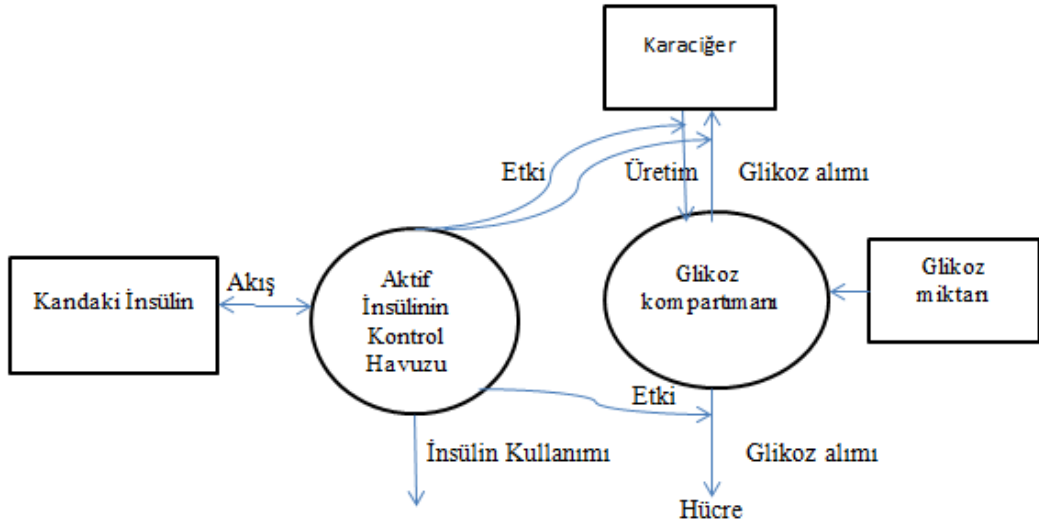 Karaciğer
Etki
Üretim
Glikoz alımı
Kandaki İnsülin
Akış
Aktif
İnsülinin
Kontrol
Havuzu
Glikoz
kompartımanı
Glikoz
miktarı
Etki
İnsülin Kullanımı
Glikoz alımı
Hücre